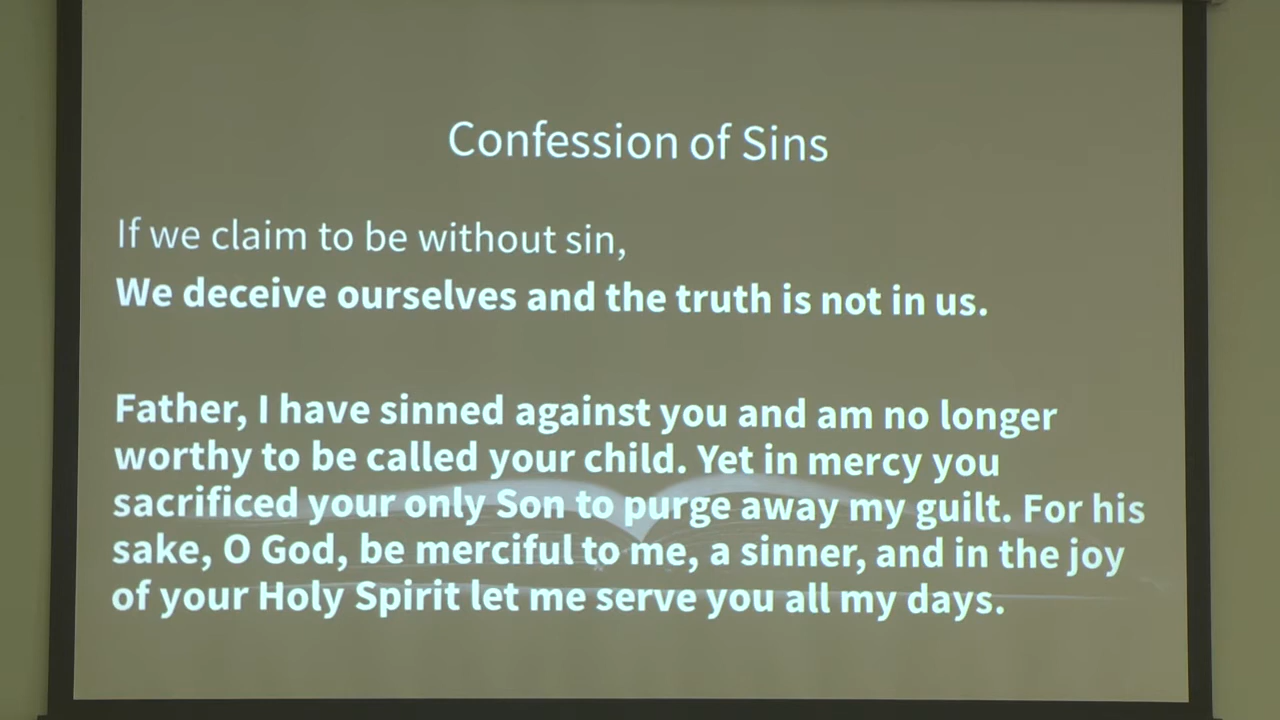 Confession of Sins
If we claim to be without sin,
We deceive ourselves and the truth is not in us.
Father, I have sinned against you and am no longer
worthy to be called your child. Yet in mercy you
sacrificed your only Son to purge away my guilt. For his
sake, O God, be merciful to me, a sinner, and in the joy
of your Holy Spirit let me serve you all my days.